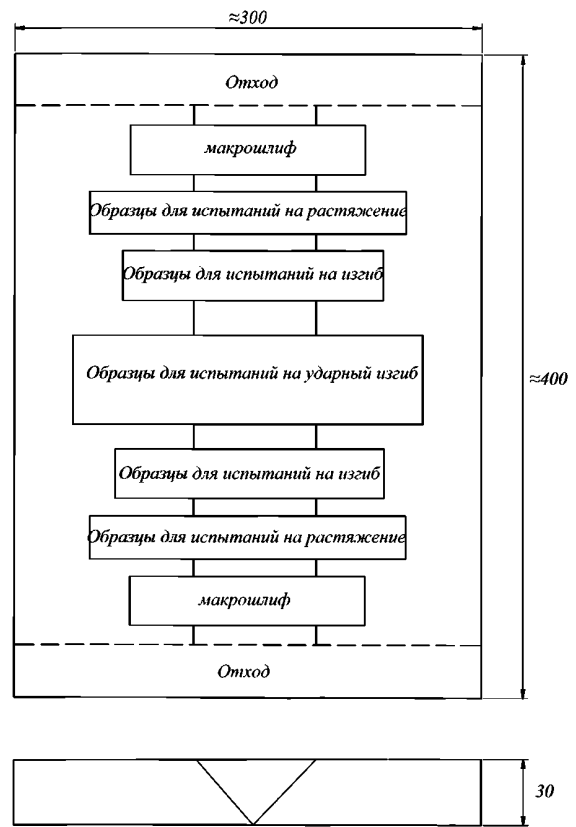 ≈300
Отход
макрошлиф
Образцы для испытаний на растяжение
Образцы для испытаний на изгиб
Образцы для испытаний на ударный изгиб
≈400
Образцы для испытаний на изгиб
Образцы для испытаний на растяжение
макрошлиф
Отход
30